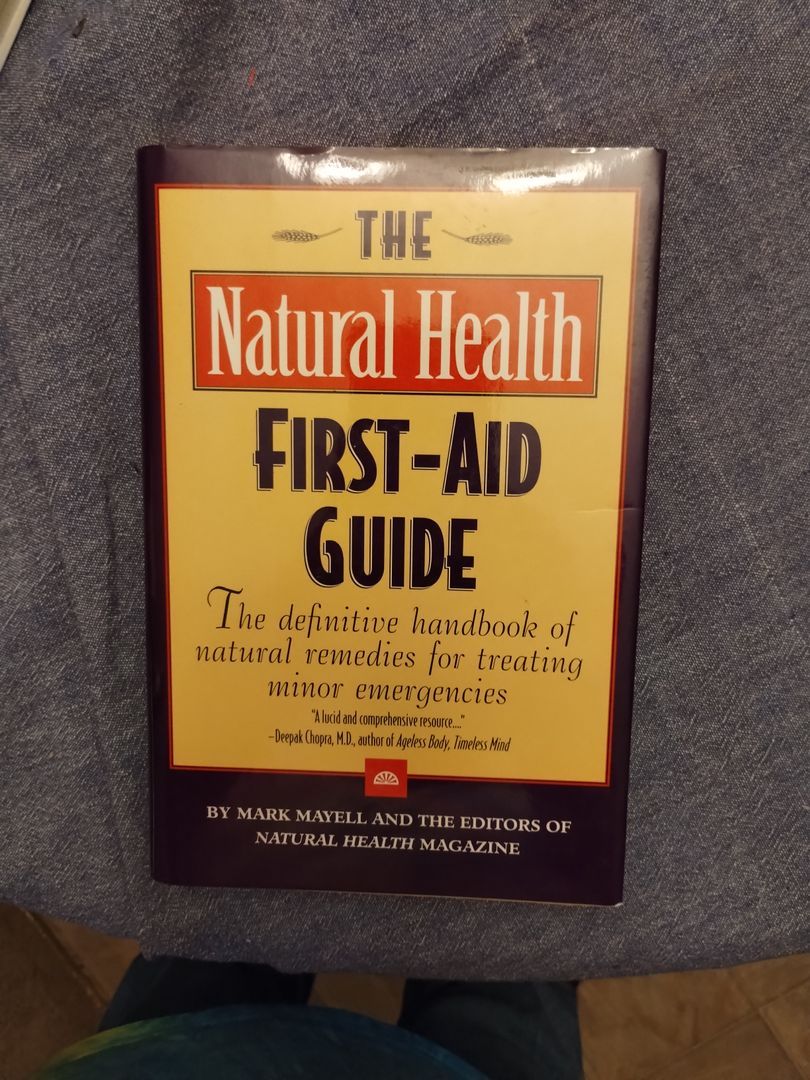 THE
Natural Health
FIRST-AID
GUIDE
The definitive handbook of
natural remedies for treating
minor emergencies
"A lucid and comprehensive resource...."
–Deepak Chopra, M.D., author of Ageless Body, Timeless Mind
BY MARK MAYELL AND THE EDITORS OF
NATURAL HEALTH MAGAZINE